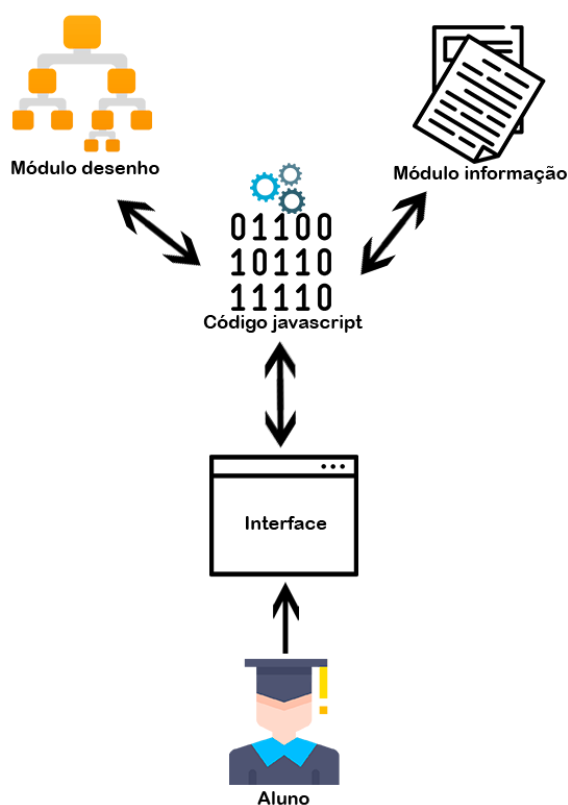 Módulo desenho
Módulo informação
01100
10110
11110
Código javascript
Interface
Aluno